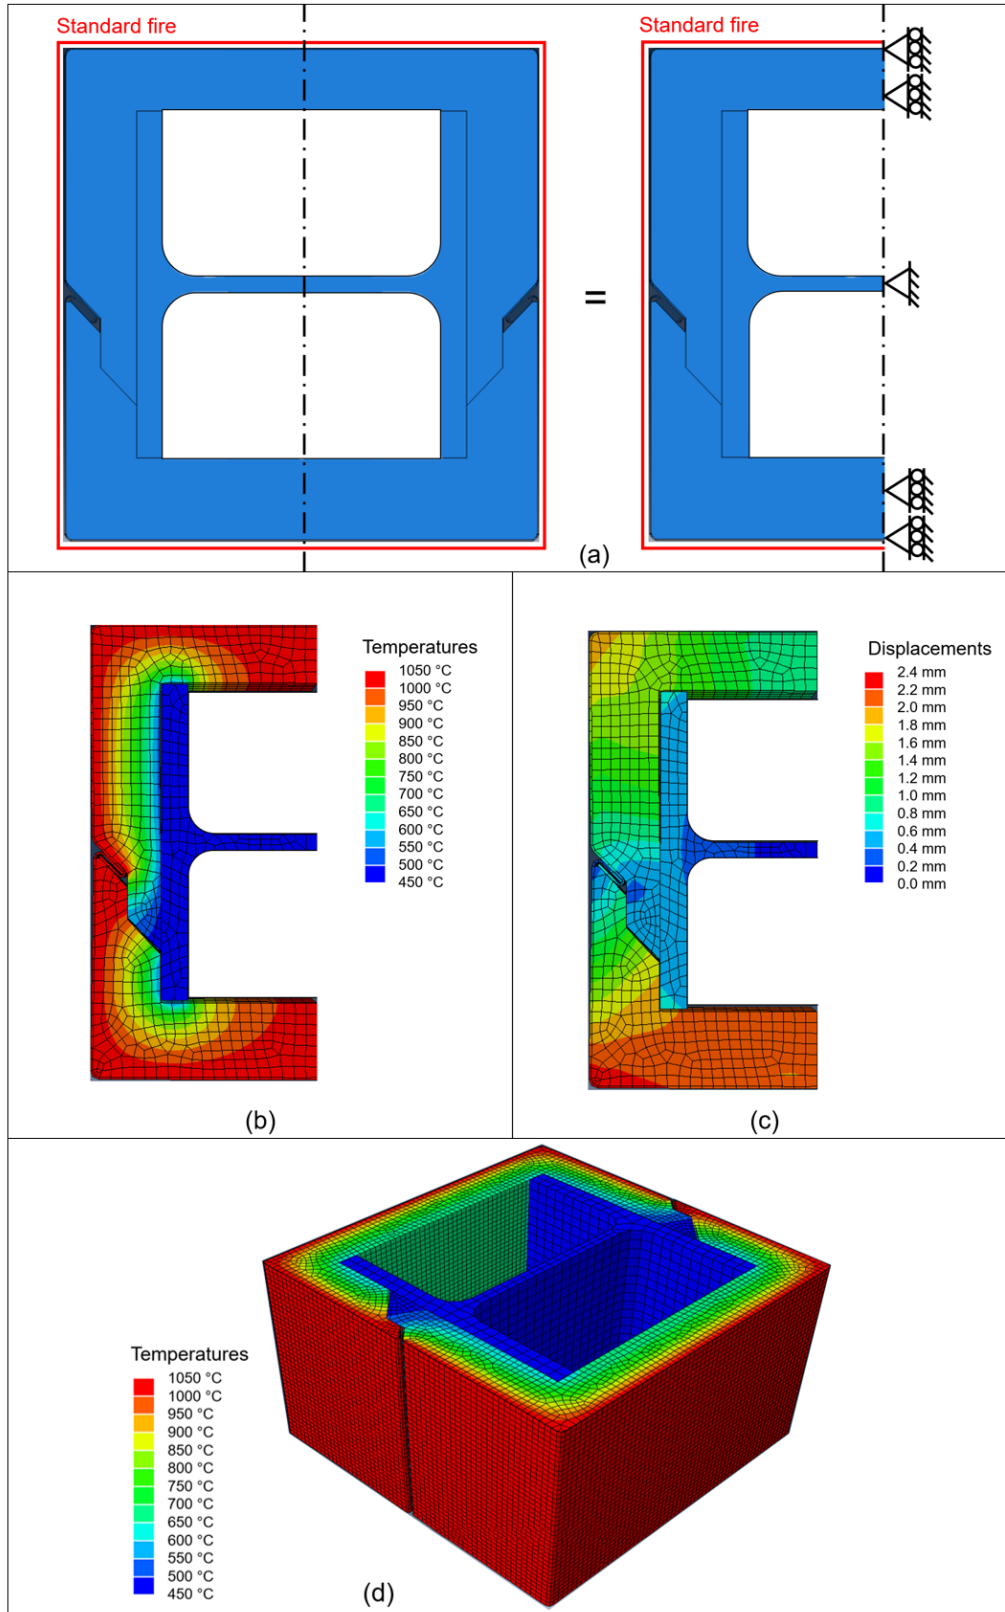 Standard fire
Standard fire
=
(a)
Temperatures
1050 °C
1000 °C
950 °C
900 °C
850 °C
800 °C
750 °C
700 °C
650 °C
600 °C
550 °C
500 °C
450 °C
(b)
Displacements
2.4 mm
2.2 mm
2.0 mm
1.8 mm
1.6 mm
1.4 mm
1.2 mm
1.0 mm
0.8 mm
0.6 mm
0.4 mm
0.2 mm
0.0 mm
(c)
Temperatures
1050 °C
1000 °C
950 °C
900 °C
850 °C
800 °C
750 °C
700 °C
650 °C
600 °C
550 °C
500 °C
450 °C
(d)